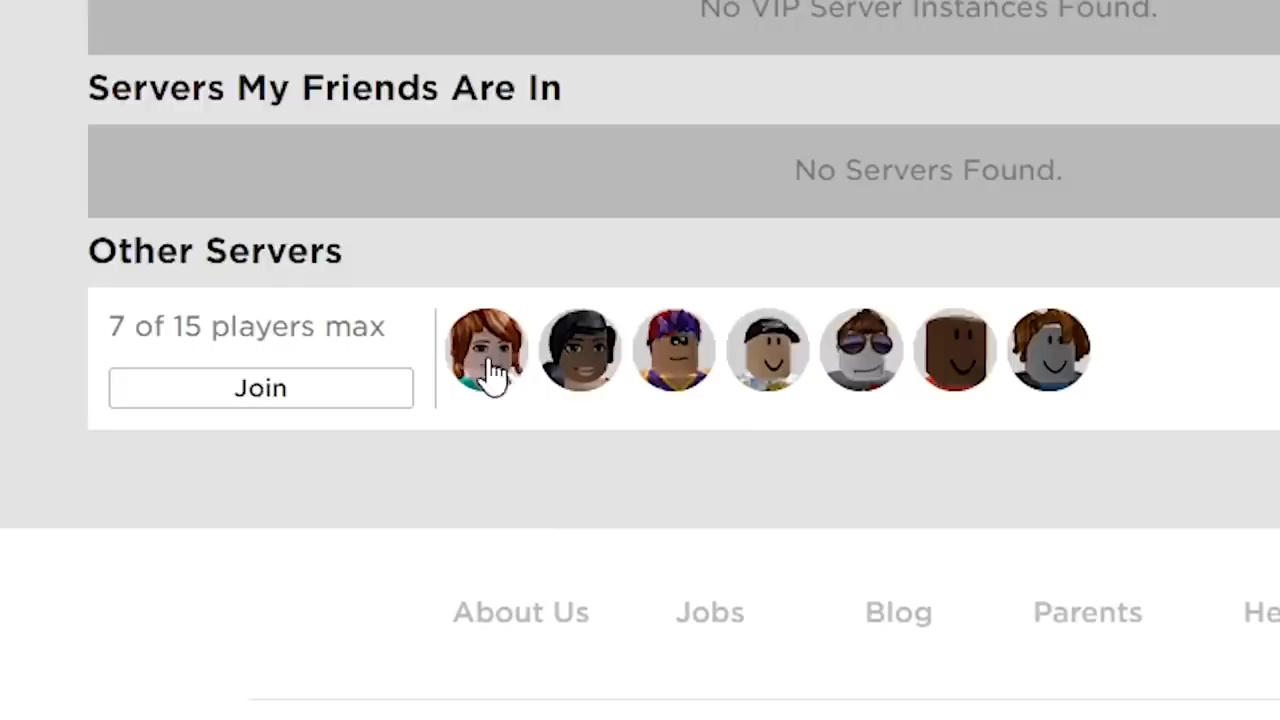 No VIP Server Instances Found.
Servers My Friends Are In
No Servers Found.
Other Servers
7 of 15 players max
Join
About Us Jobs Blog Parents He